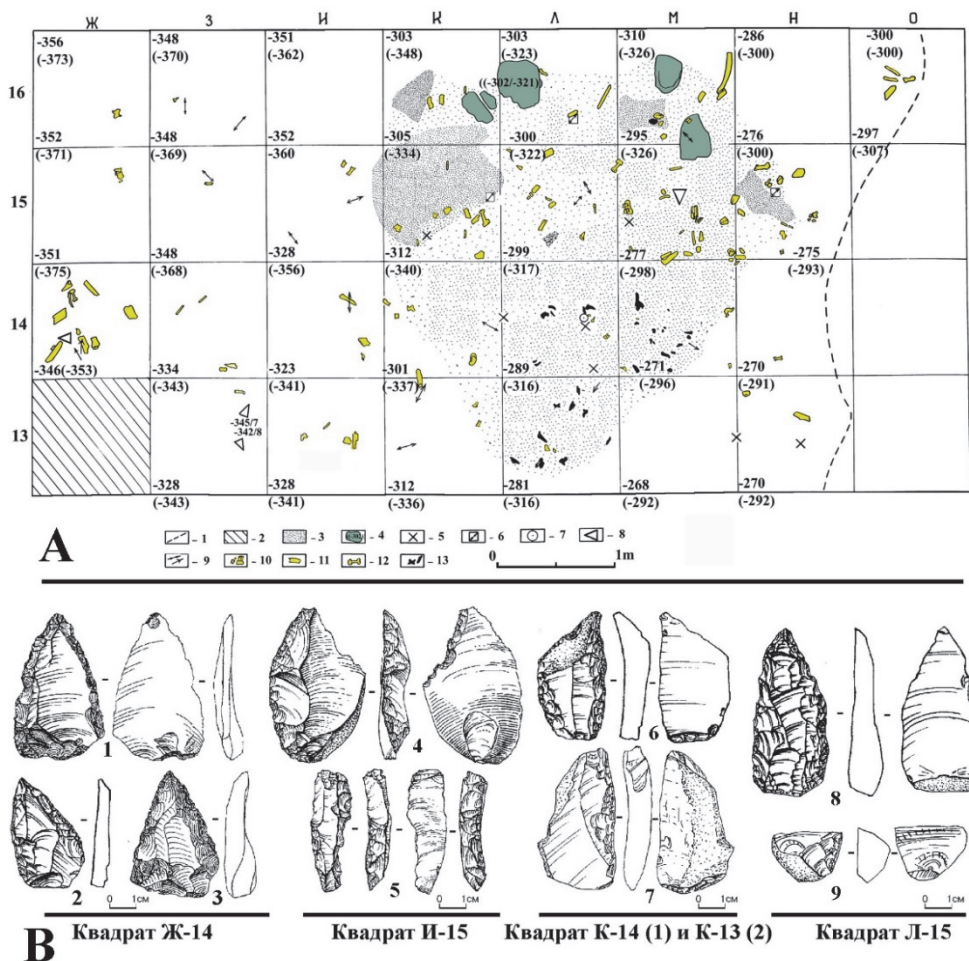 Ж З И К Л М Н О
-356 -348 -351 -303 -303 -310 -286 -300
(-373) (-370) (-362) (-348) (-323) (-326) (-300) (-300)
((-302/-321))
16
-352 -348 -352 -305 -300 -295 -276 -297
(-371) (-369) -360 (-334) (-322) (-326) (-300) (-307)
15
-351 -348 -328 -312 -299 -277 -275
(-375) (-368) (-356) (-340) (-317) (-298) (-293)
14
-346(-353) -334 -323 -301 -289 -271 -270
(-343) (-341) (-337) (-316) (-296) (-291)
-345/7
-342/8
13
-328 -328 -312 -281 -268 -270
(-343) (-341) (-336) (-316) (-292) (-292)
A
- 1 - 2 - 3 - 4 - 5 - 6 - 7 - 8
- 9 - 10 - 11 - 12 - 13
0 1m
1 4 6 8
2 3 5 7 9
0 1см 0 1см 0 1см 0 1см
B
Квадрат Ж-14 Квадрат И-15 Квадрат К-14 (1) и К-13 (2) Квадрат Л-15